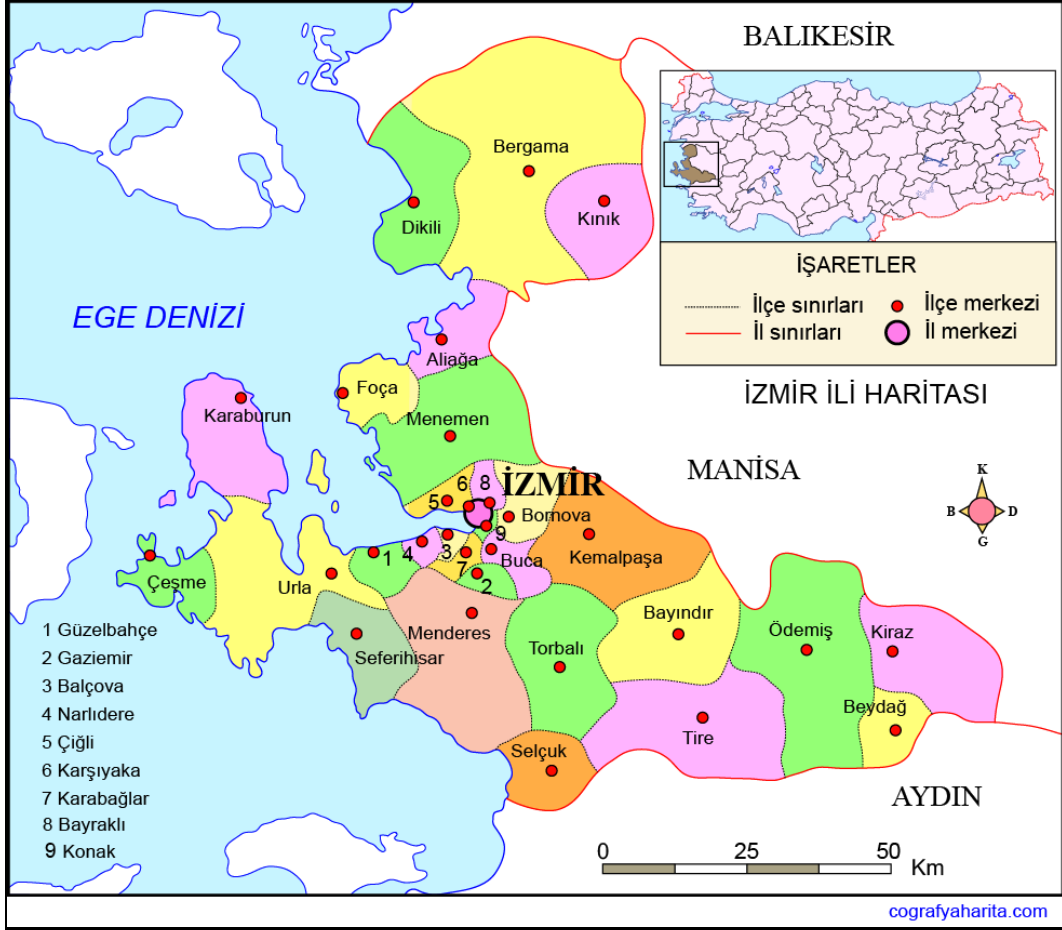 BALIKESİR
Bergama
Kınık
Dikili
İŞARETLER
İlçe sınırları
İlçe merkezi
İl sınırları
İl merkezi
EGE DENİZİ
Aliağa
Foça
Karaburun
İZMİR İLİ HARİTASI
Menemen
MANİSA
K
B
D
G
İZMİR
5
6
8
9
Bornova
Kemalpaşa
1
4
3
7
2
Buca
Çeşme
Urla
Seferihisar
Menderes
Torbalı
Bayındır
Ödemiş
Kiraz
Beydağ
Tire
Selçuk
AYDIN
1 Güzelbahçe
2 Gaziemir
3 Balçova
4 Narlıdere
5 Çiğli
6 Karşıyaka
7 Karabağlar
8 Bayraklı
9 Konak
0 25 50
Km
cografyaharita.com